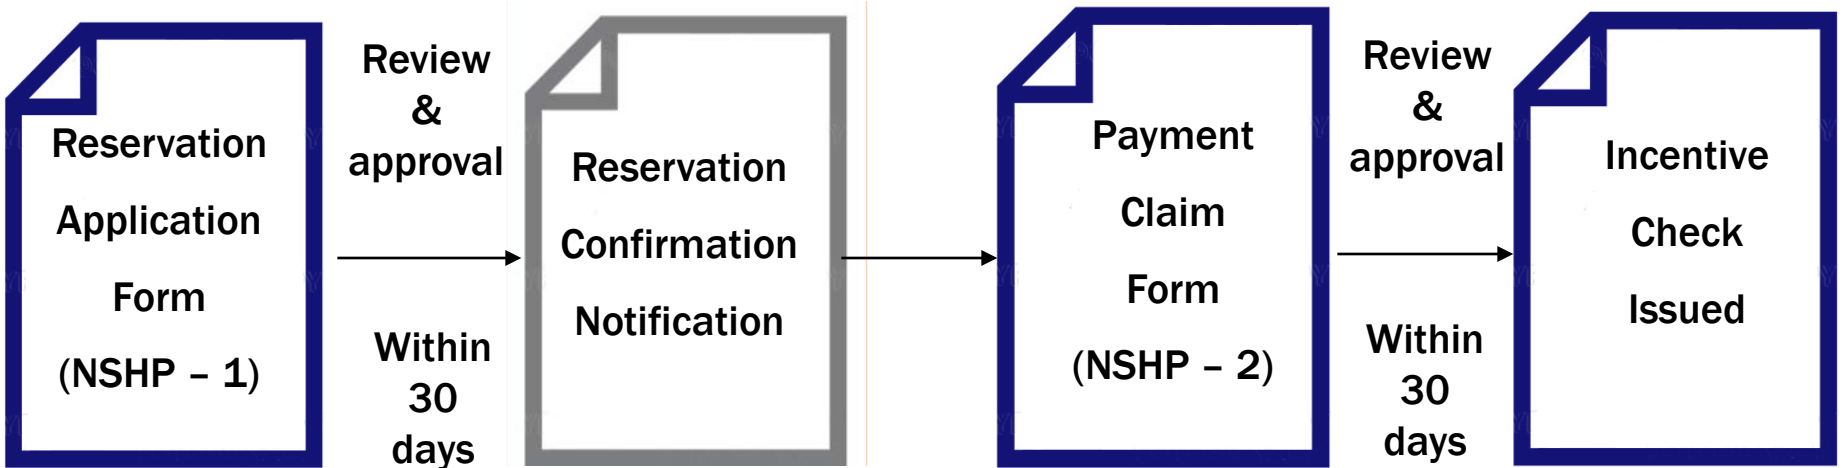 Reservation
Application
Form
(NSHP – 1)
Review
&
approval
Within
30
days
Reservation
Confirmation
Notification
Payment
Claim
Form
(NSHP – 2)
Review
&
approval
Within
30
days
Incentive
Check
Issued